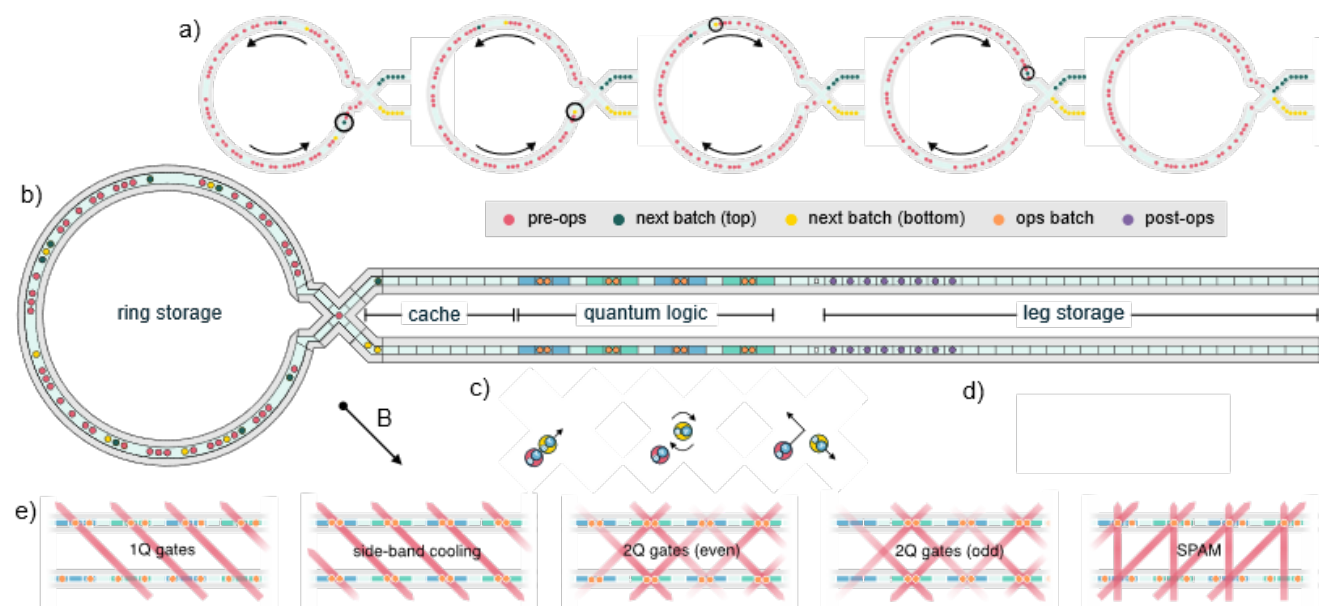 a)
b)
pre-ops next batch (top) next batch (bottom) ops batch post-ops
ring storage
cache quantum logic leg storage
B
c)
d)
e)
1Q gates side-band cooling 2Q gates (even) 2Q gates (odd) SPAM